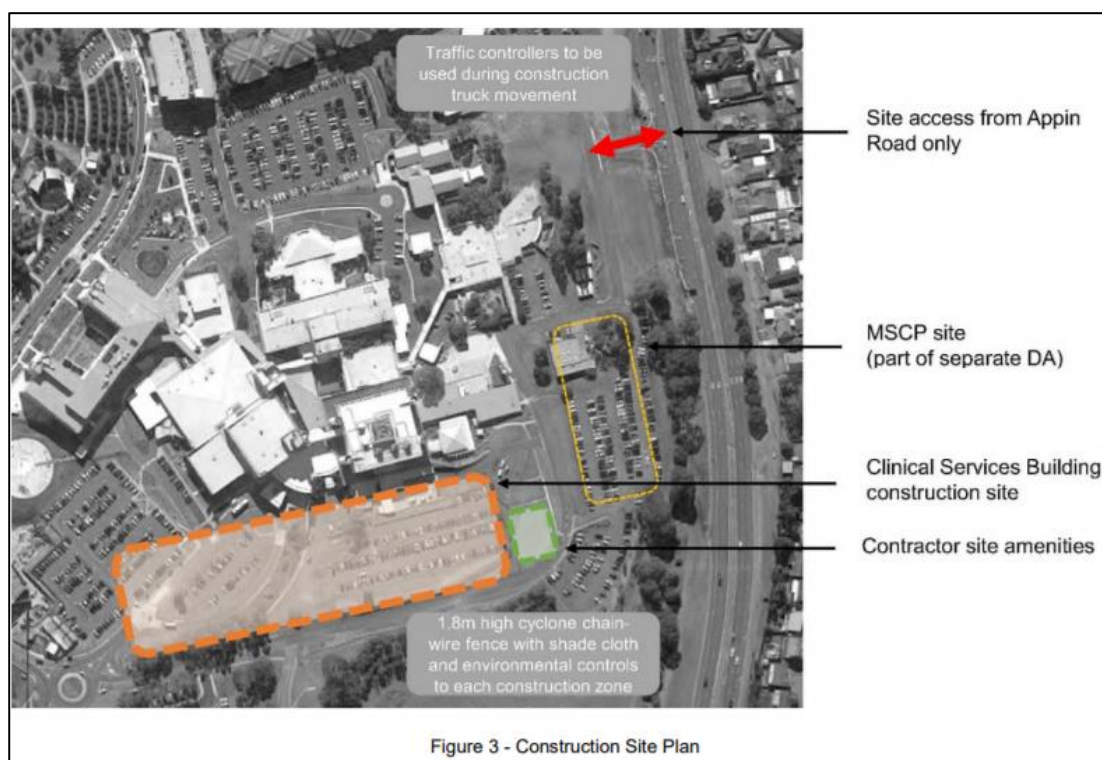 Traffic controllers to be
used during construction
truck movement
Site access from Appin
Road only
MSCP site
(part of separate DA)
Clinical Services Building
construction site
Contractor site amenities
1.8m high cyclone chain-
wire fence with shade cloth
and environmental controls
to each construction zone
Figure 3 - Construction Site Plan